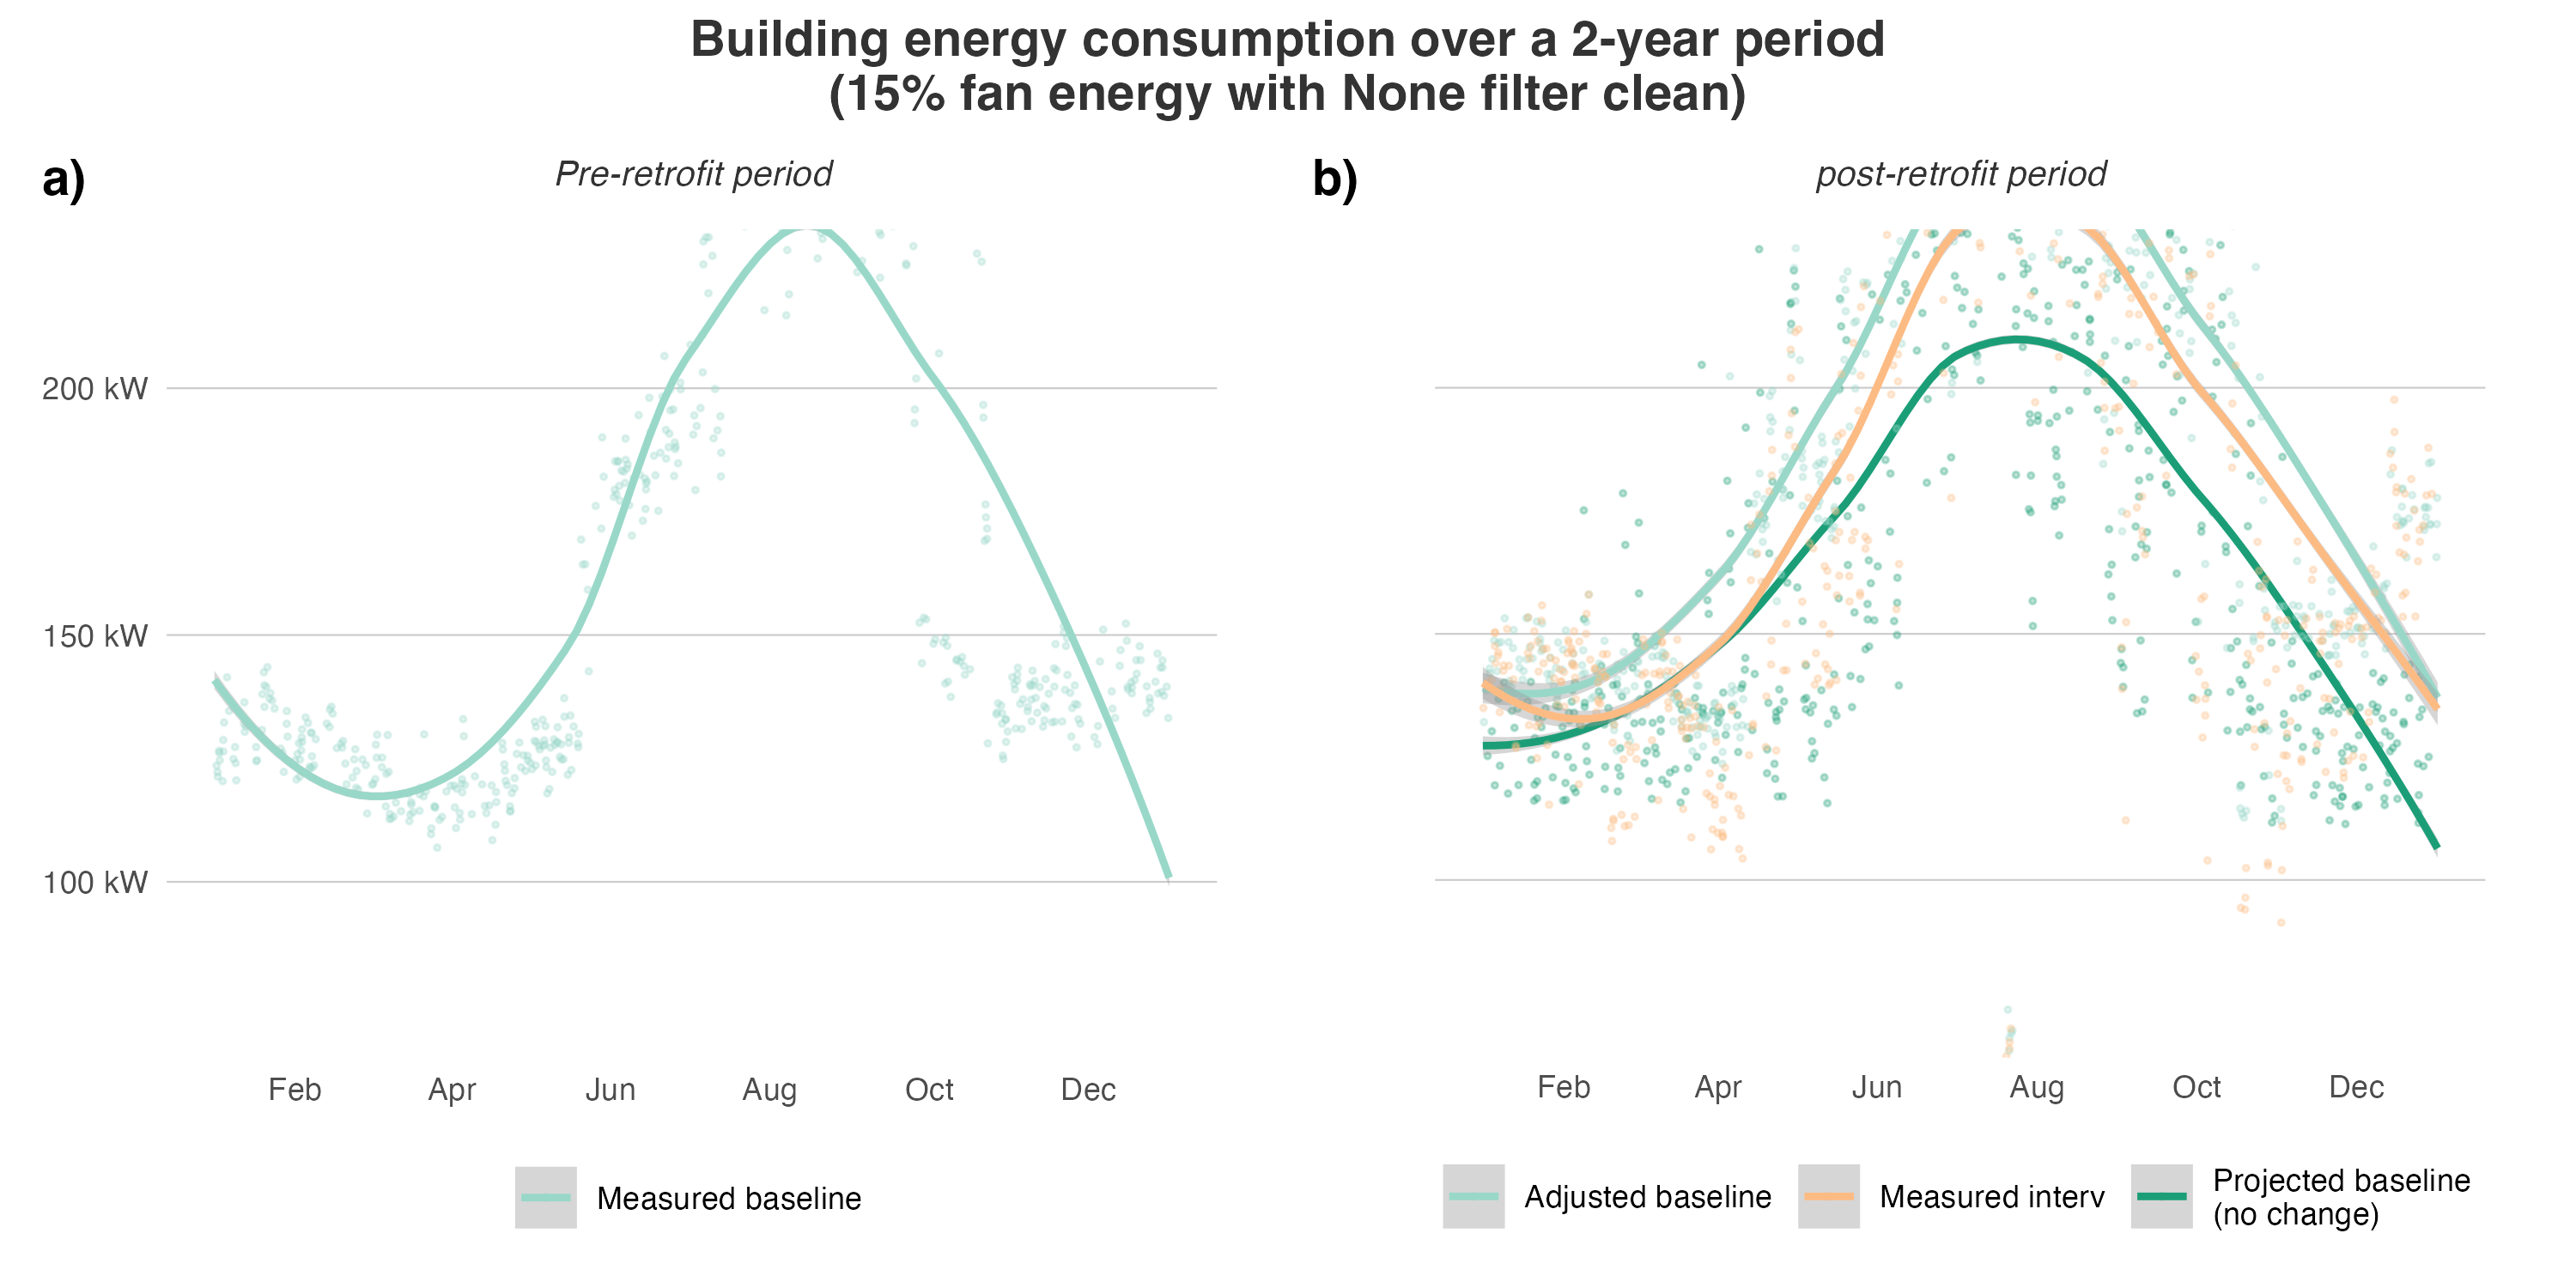 Building energy consumption over a 2-year period
(15% fan energy with None filter clean)
a)
Pre-retrofit period
200 kW
150 kW
100 kW
Feb Apr Jun Aug Oct Dec
Measured baseline
b)
post-retrofit period
Feb Apr Jun Aug Oct Dec
Adjusted baseline
Measured interv
Projected baseline
(no change)